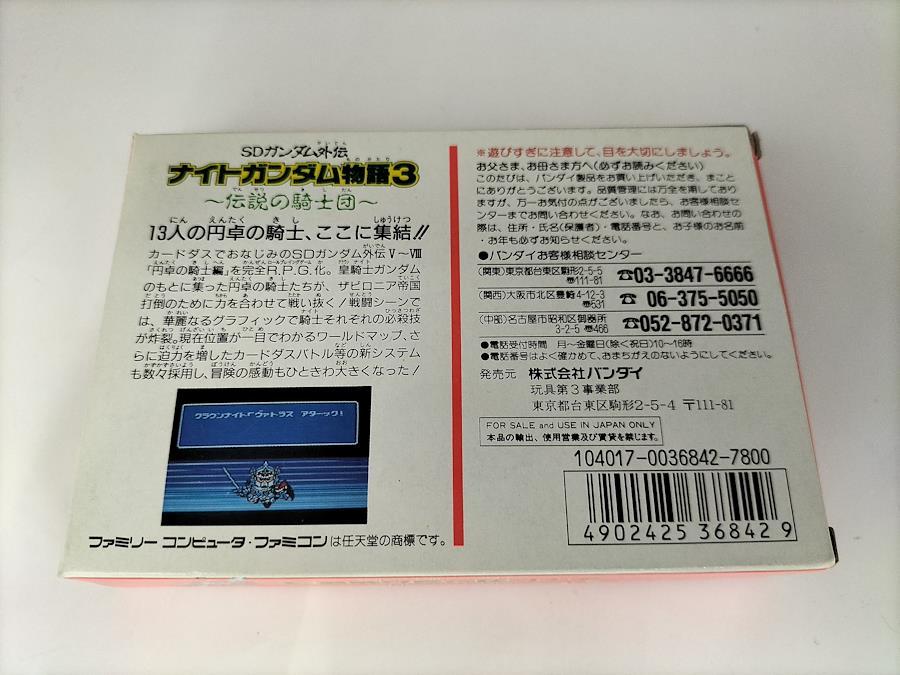 SDガンダム外伝
ナイトガンダム物語3
～伝説の騎士団～
13人の円卓の騎士、ここに集結!!
カードダスでおなじみのSDガンダム外伝Ⅴ～Ⅷ
「円卓の騎士編」を完全R.P.G.化。皇騎士ガンダム
のもとに集った円卓の騎士たちが、ザビロニア帝国
打倒のために力を合わせて戦い抜く!戦闘シーンで
は、華麗なるグラフィックで騎士それぞれの必殺技
が炸裂。現在位置が一目でわかるワールドマップ、さ
らに迫力を増したカードダスバトル等の新システム
も数々採用し、冒険の感動もひときわ大きくなった!
クラウンナイトΓヴァトラス アタック!
ファミリー コンピュータ・ファミコンは任天堂の商標です。
※遊びすぎに注意して、目を大切にしましょう。
お父さま、お母さま方へ(必ずお読みください)
このたびは、バンダイ製品をお買い上げいただき、まこと
にありがとうございます。品質管理には万全を期しており
ますが、万一お気付の点がございましたら、お客様相談セ
ンターまでお問い合わせください。なお、お問い合わせの
際は、住所・氏名(保護者)・電話番号と、お子様のお名前
・お年も必ずお知らせください。
●バンダイお客様相談センター
(関東)東京都台東区駒形2-5-5 〒111-81 ☎03-3847-6666
(関西)大阪市北区豊崎4-12-3 〒531 ☎06-375-5050
(中部)名古屋市昭和区御器所3-2-5 〒466 ☎052-872-0371
●電話受付時間 月～金曜日(除く祝日)10～16時
●電話番号はよく確かめて、おまちがえのないようにしてください。
発売元 株式会社バンダイ
玩具第3事業部
東京都台東区駒形2-5-4 〒111-81
FOR SALE and USE IN JAPAN ONLY
本品の輸出、使用営業及び賃貸を禁じます。
104017-0036842-7800
4902425 368429